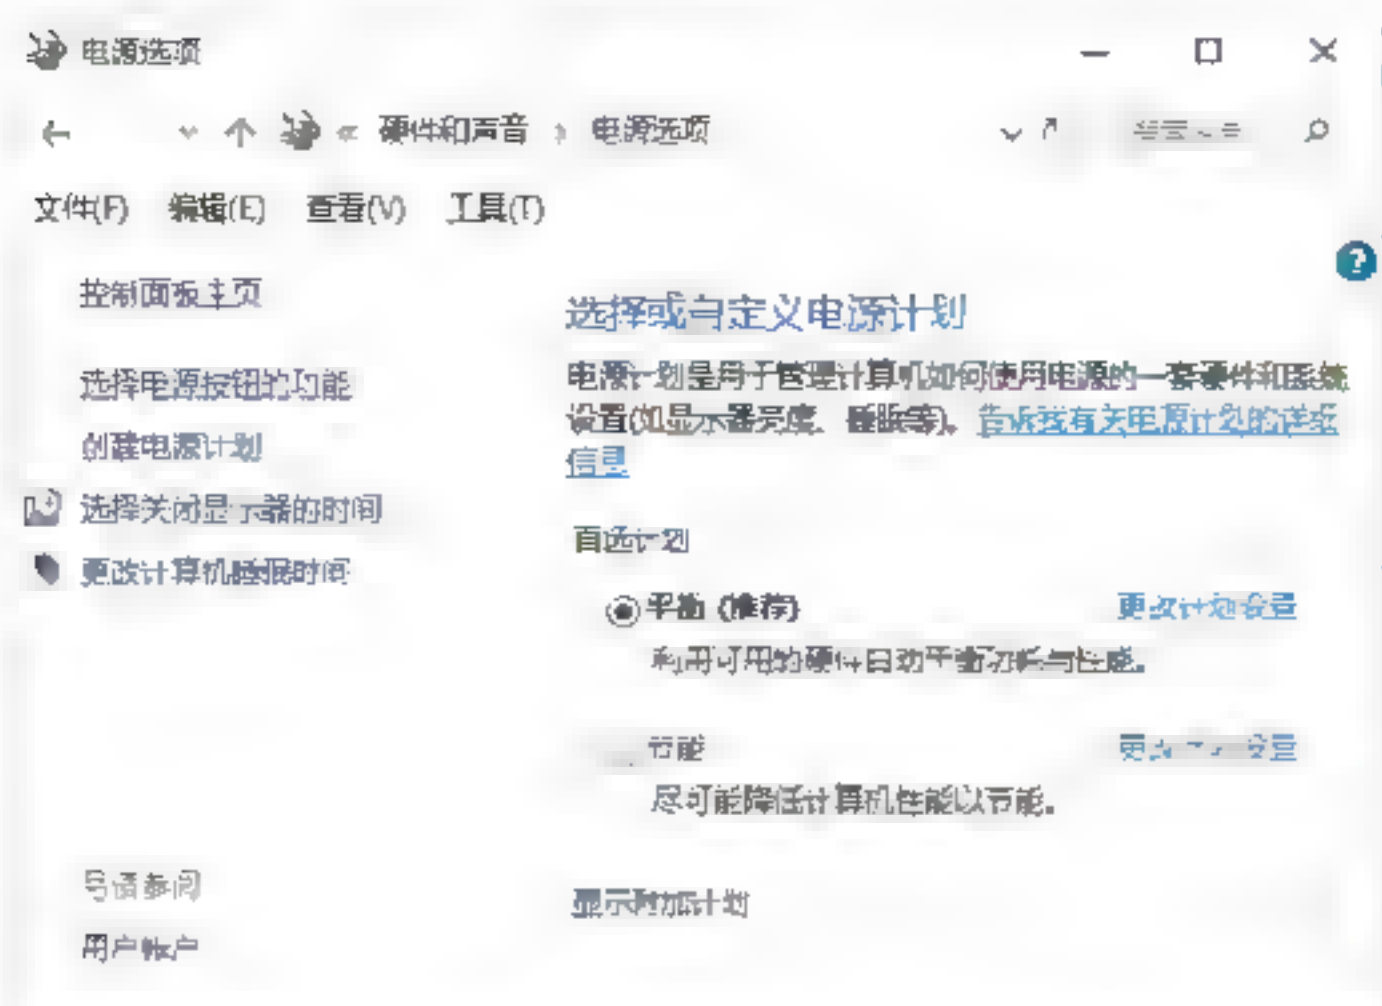 电源选项
硬件和声音 › 电源选项
文件(F) 编辑(E) 查看(V) 工具(T)
控制面板主页
选择电源按钮的功能
创建电源计划
选择关闭显示器的时间
更改计算机睡眠时间
选择或自定义电源计划
电源计划是用于管理计算机如何使用电源的一套硬件和系统
设置(如显示器亮度、睡眠等)。告诉我有关电源计划的详细
信息
首选计划
平衡 (推荐) 更改计划设置
利用可用的硬件自动平衡功耗与性能。
节能 更改计划设置
尽可能降低计算机性能以节能。
显示附加计划
另请参阅
用户帐户